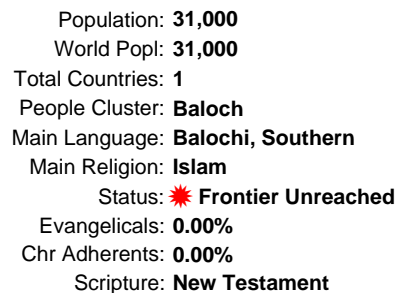 Population: 31,000
World Popl: 31,000
Total Countries: 1
People Cluster: Baloch
Main Language: Balochi, Southern
Main Religion: Islam
Status: Frontier Unreached
Evangelicals: 0.00%
Chr Adherents: 0.00%
Scripture: New Testament